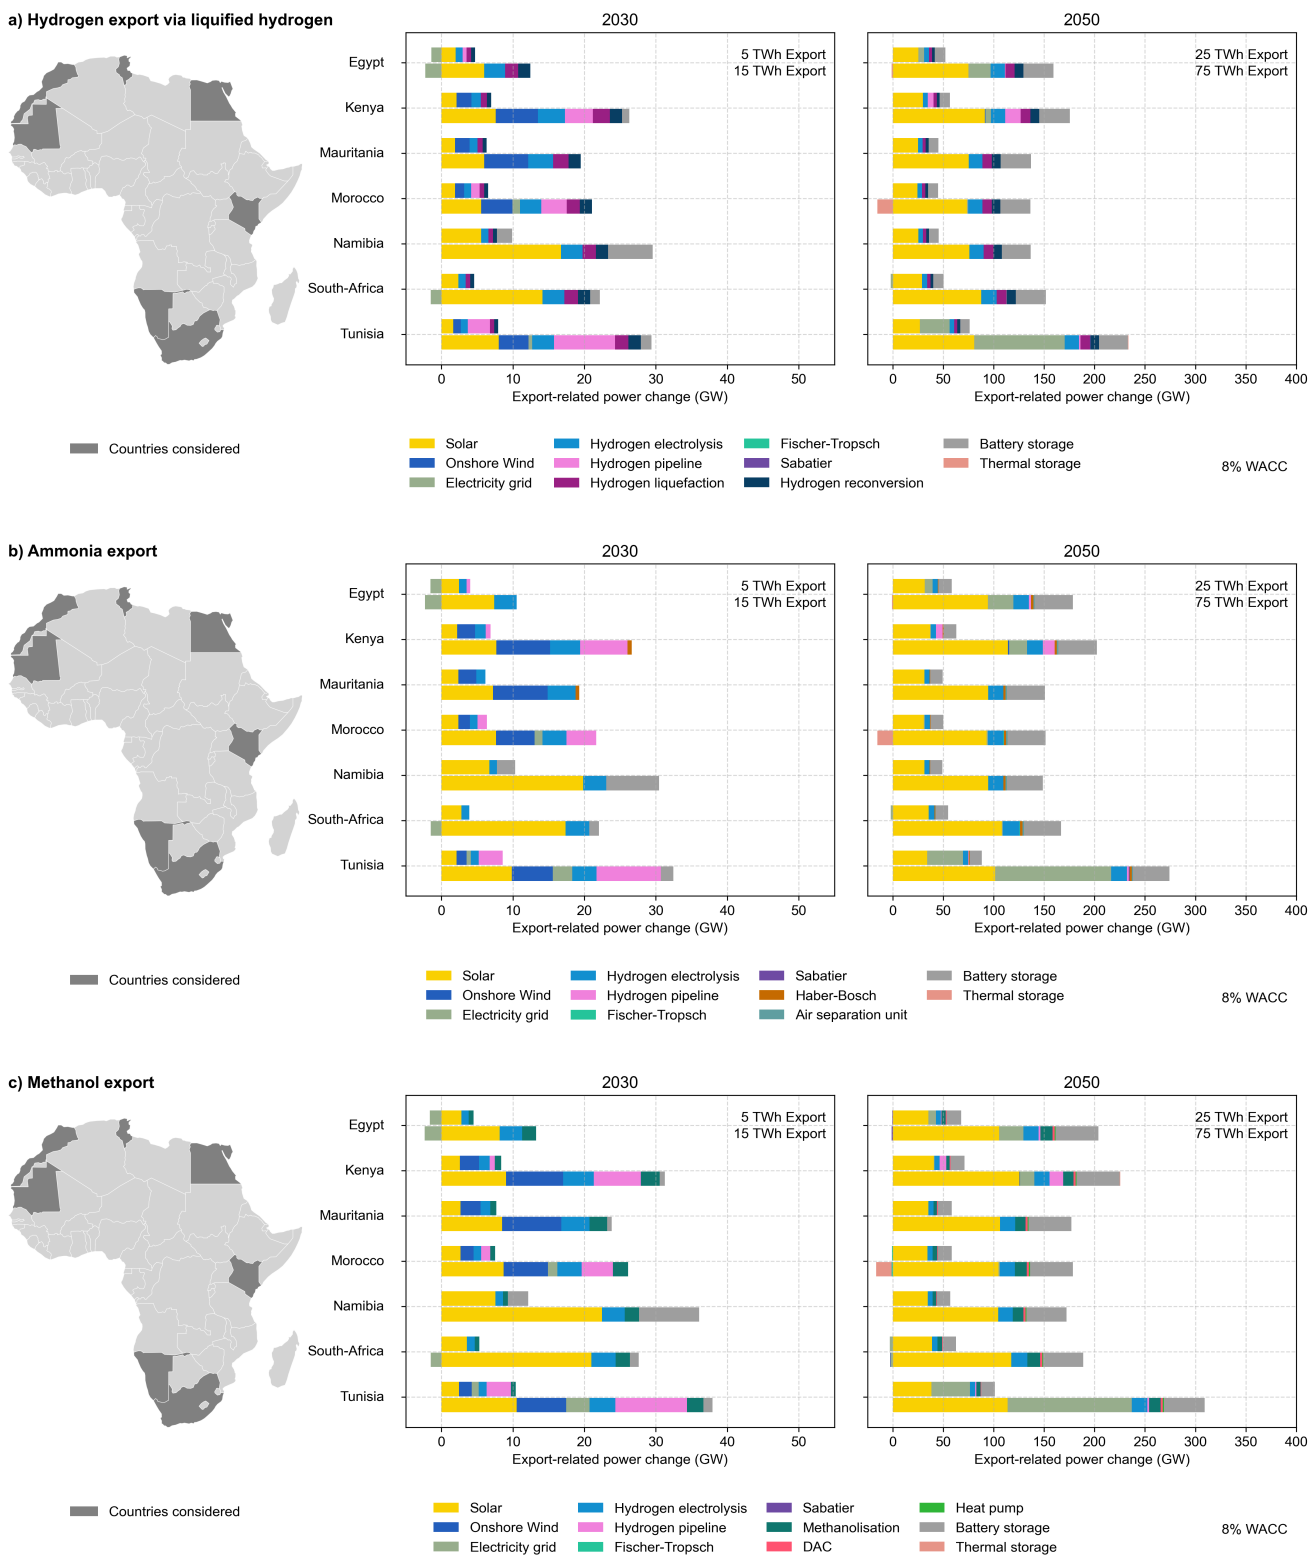 a) Hydrogen export via liquified hydrogen
2030
2050
Egypt
Kenya
Mauritania
Morocco
Namibia
South-Africa
Tunisia
5 TWh Export
15 TWh Export
25 TWh Export
75 TWh Export
0 10 20 30 40 50
Export-related power change (GW)
0 50 100 150 200 250 300 350 400
Export-related power change (GW)
Countries considered
Solar
Onshore Wind
Electricity grid
Hydrogen electrolysis
Hydrogen pipeline
Hydrogen liquefaction
Fischer-Tropsch
Sabatier
Hydrogen reconversion
Battery storage
Thermal storage
8% WACC
b) Ammonia export
2030
2050
Egypt
Kenya
Mauritania
Morocco
Namibia
South-Africa
Tunisia
5 TWh Export
15 TWh Export
25 TWh Export
75 TWh Export
0 10 20 30 40 50
Export-related power change (GW)
0 50 100 150 200 250 300 350 400
Export-related power change (GW)
Countries considered
Solar
Onshore Wind
Electricity grid
Hydrogen electrolysis
Hydrogen pipeline
Fischer-Tropsch
Sabatier
Haber-Bosch
Air separation unit
Battery storage
Thermal storage
8% WACC
c) Methanol export
2030
2050
Egypt
Kenya
Mauritania
Morocco
Namibia
South-Africa
Tunisia
5 TWh Export
15 TWh Export
25 TWh Export
75 TWh Export
0 10 20 30 40 50
Export-related power change (GW)
0 50 100 150 200 250 300 350 400
Export-related power change (GW)
Countries considered
Solar
Onshore Wind
Electricity grid
Hydrogen electrolysis
Hydrogen pipeline
Fischer-Tropsch
Sabatier
Methanolisation
DAC
Heat pump
Battery storage
Thermal storage
8% WACC